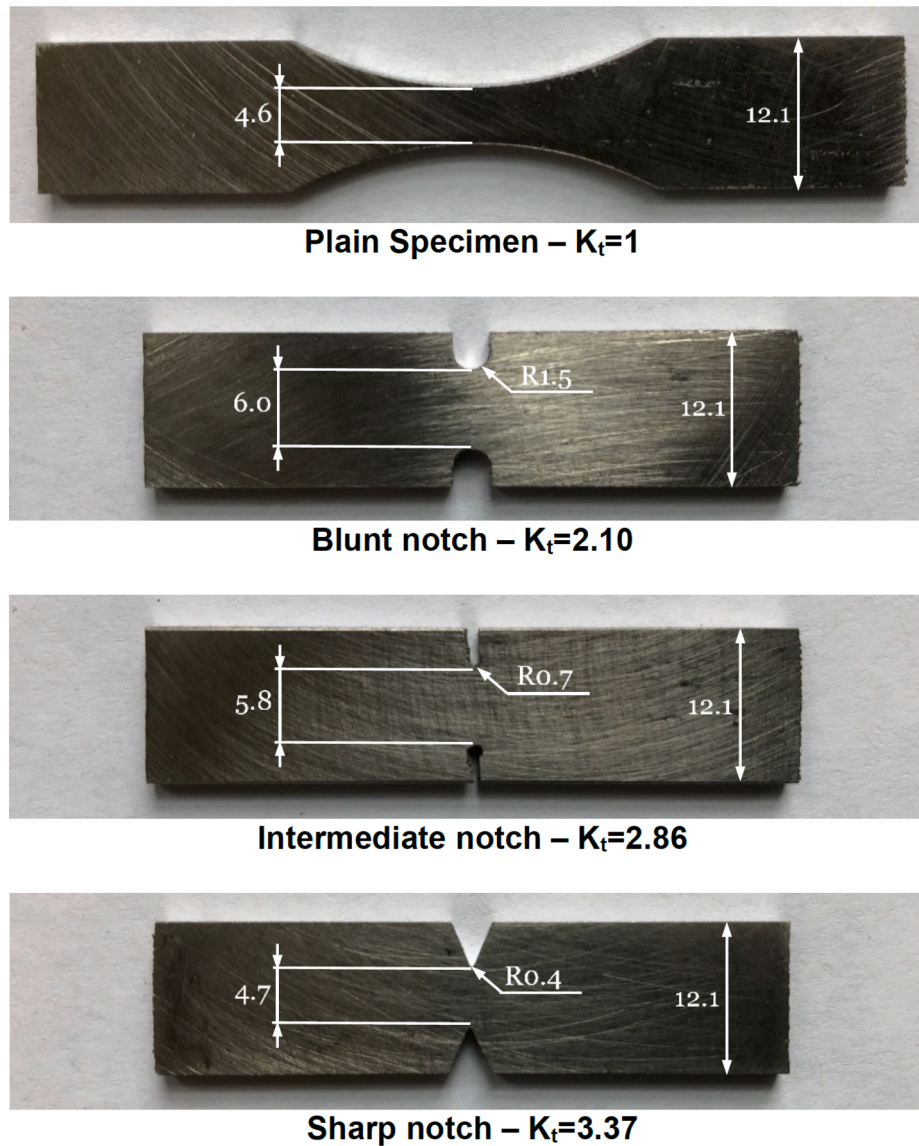 4.6
12.1
Plain Specimen – Kt=1
R1.5
6.0
12.1
Blunt notch – Kt=2.10
R0.7
5.8
12.1
Intermediate notch – Kt=2.86
R0.4
4.7
12.1
Sharp notch – Kt=3.37